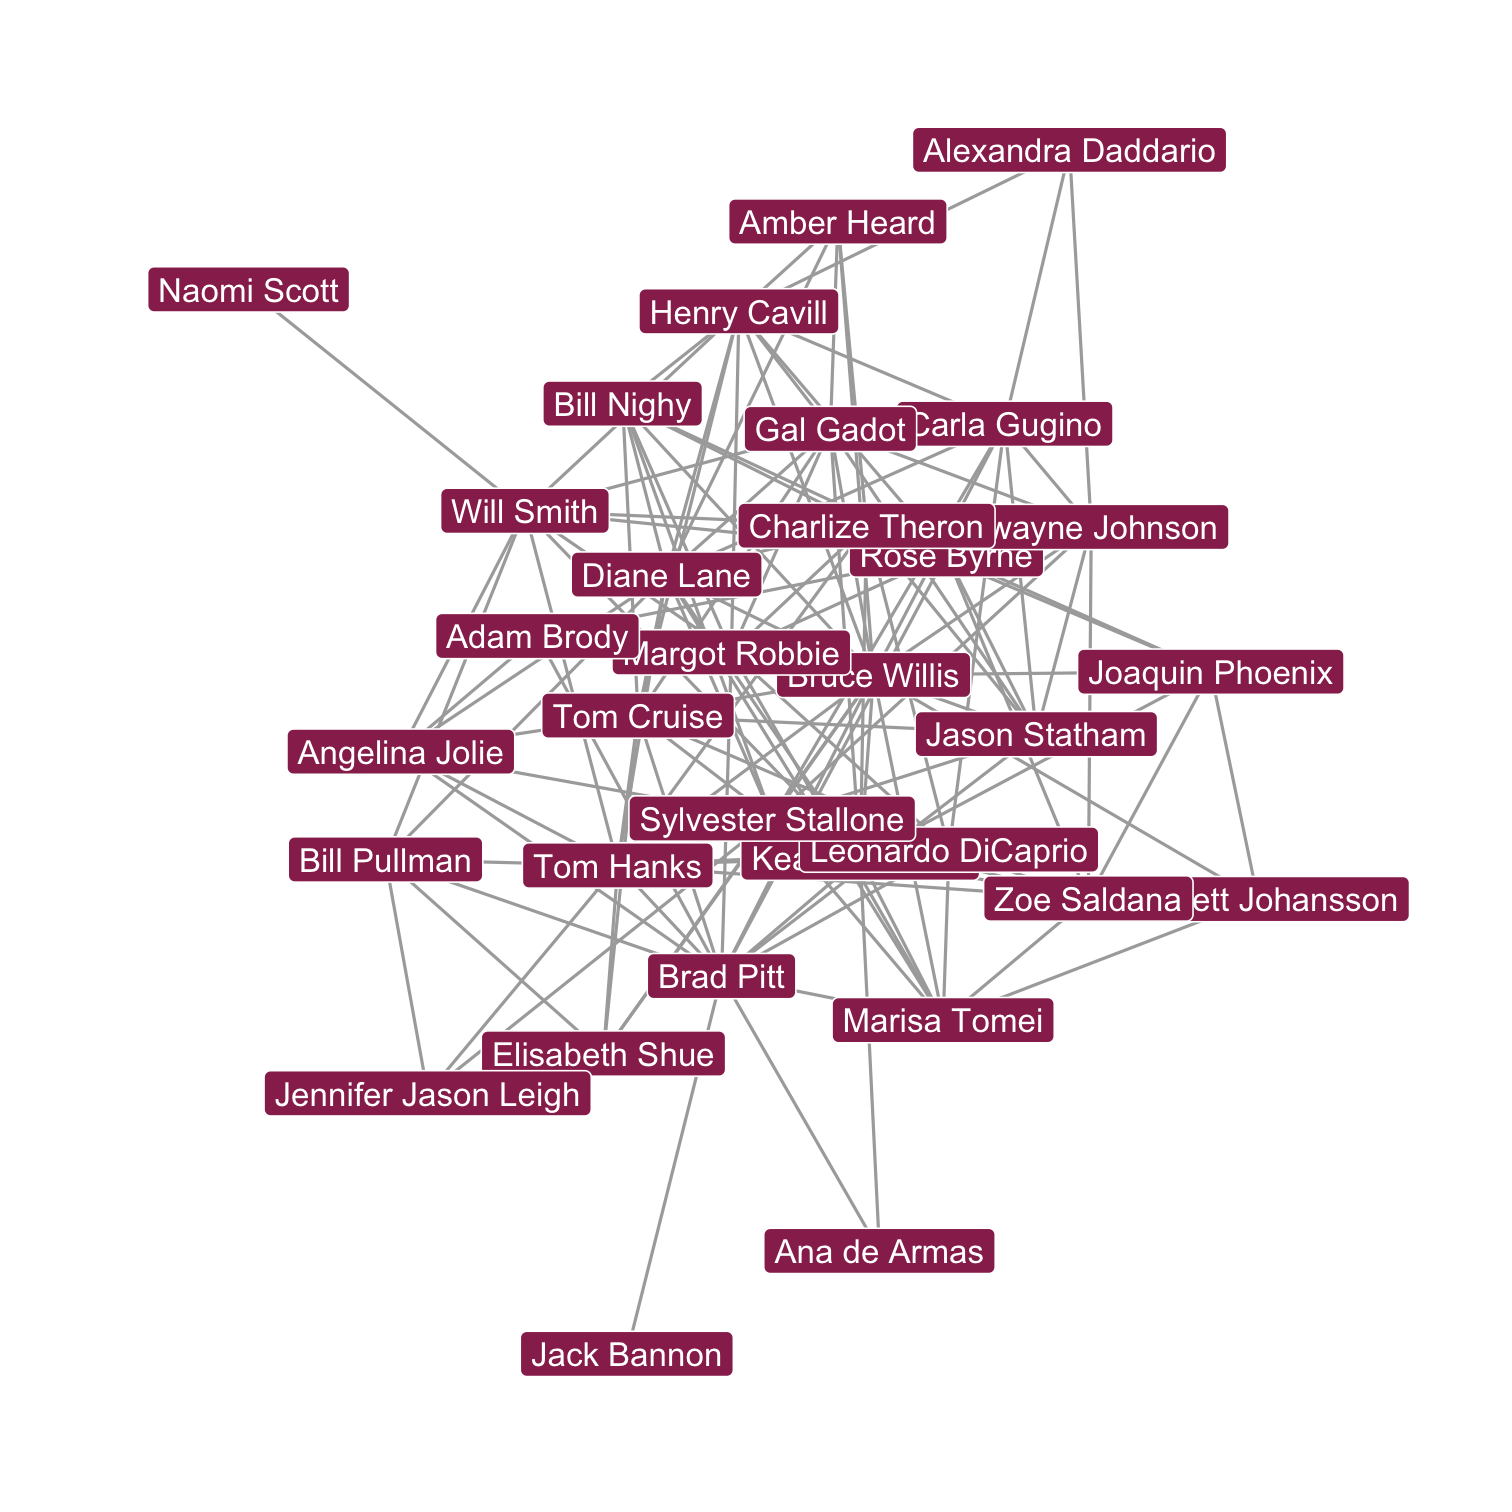 Alexandra Daddario
Amber Heard
Naomi Scott
Henry Cavill
Bill Nighy
Gal Gadot
Carla Gugino
Will Smith
Charlize Theron
wayne Johnson
Rose Byrne
Diane Lane
Adam Brody
Margot Robbie
Bruce Willis
Joaquin Phoenix
Tom Cruise
Jason Statham
Angelina Jolie
Sylvester Stallone
Leonardo DiCaprio
Bill Pullman
Tom Hanks
Kea
Zoe Saldana
ett Johansson
Brad Pitt
Marisa Tomei
Elisabeth Shue
Jennifer Jason Leigh
Ana de Armas
Jack Bannon